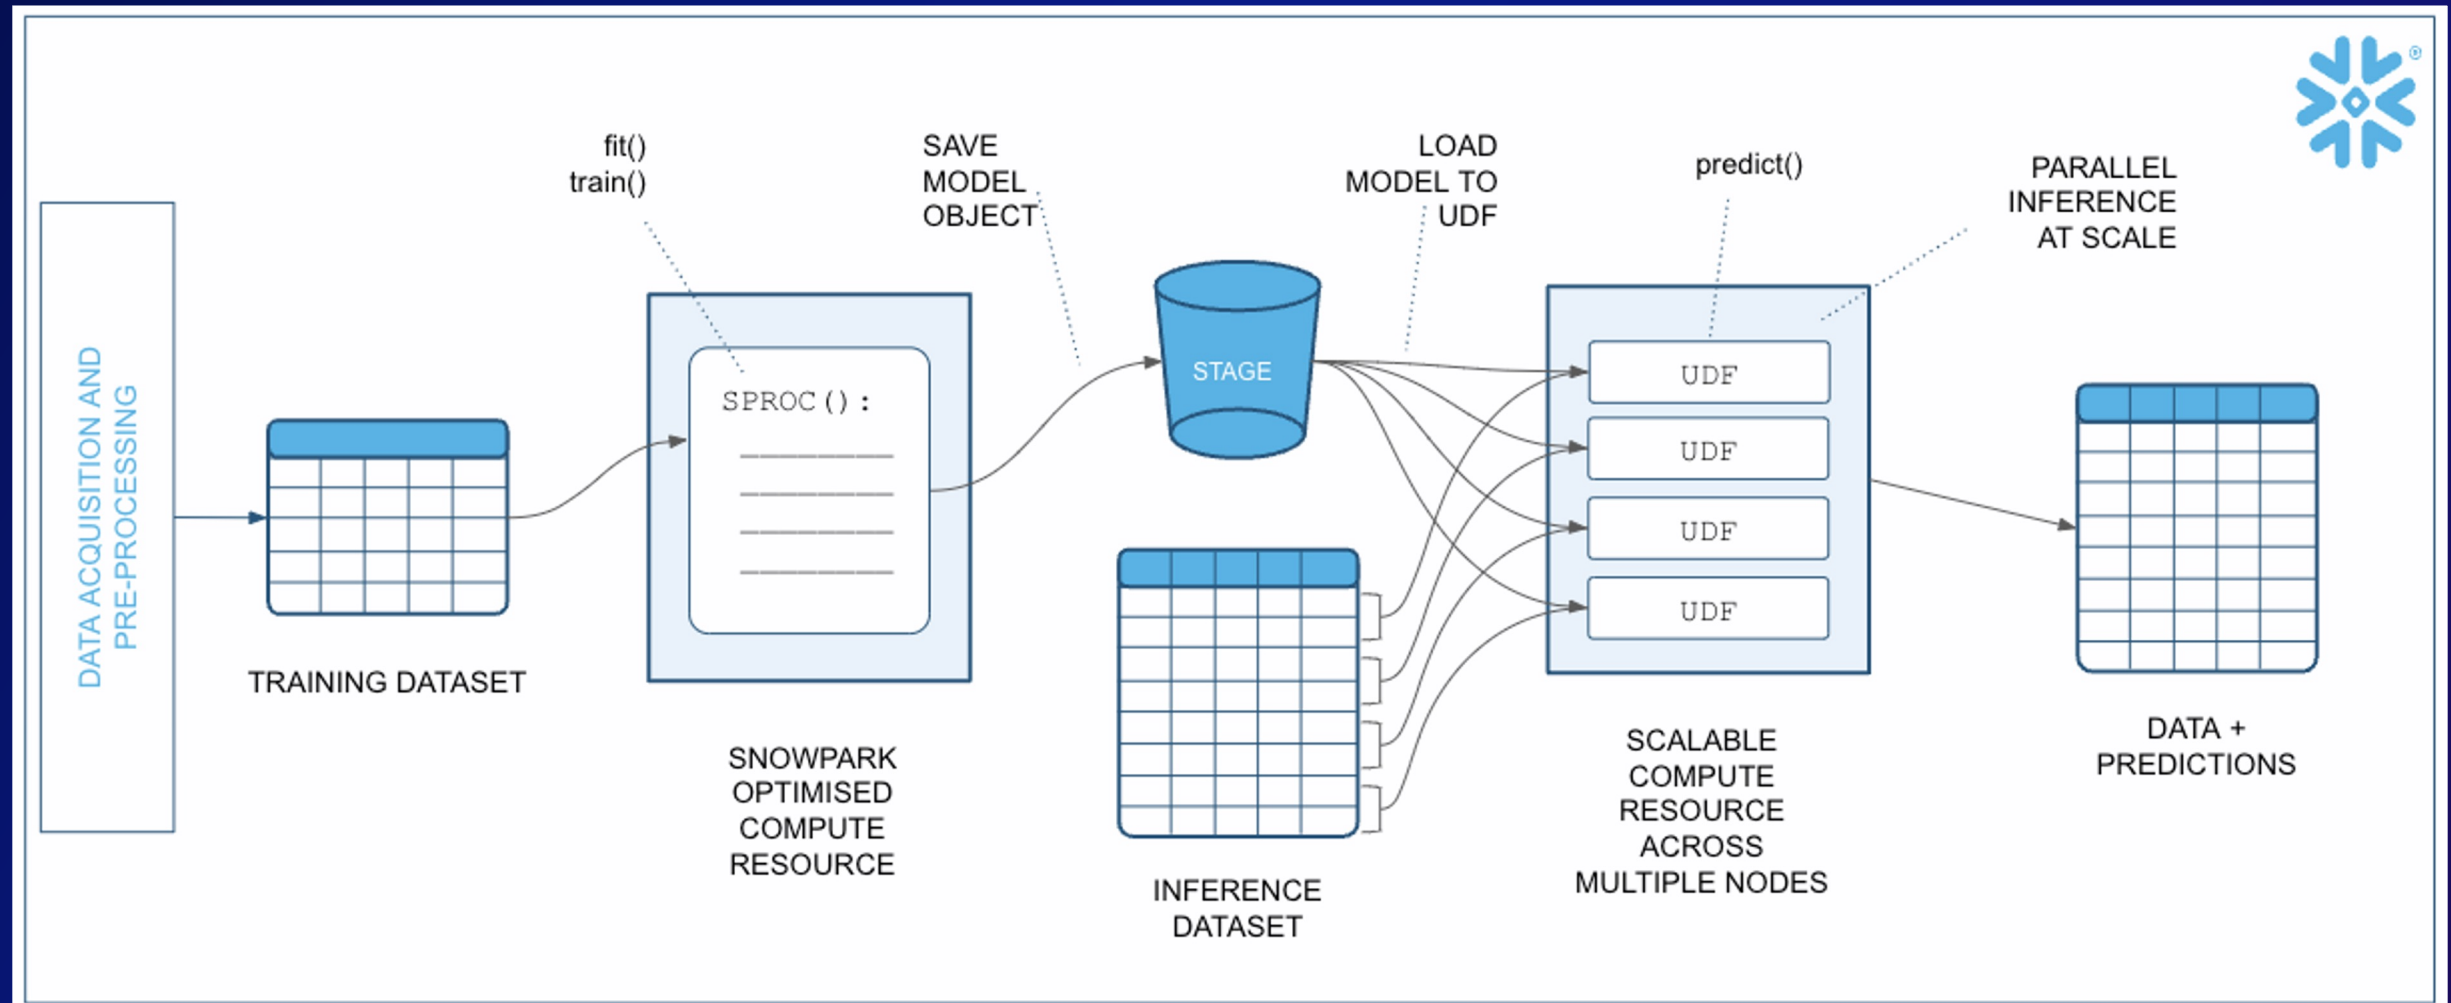 DATA ACQUISITION AND
PRE-PROCESSING
TRAINING DATASET
fit()
train()
SPROC():
SNOWPARK
OPTIMISED
COMPUTE
RESOURCE
SAVE
MODEL
OBJECT
STAGE
INFERENCE
DATASET
LOAD
MODEL TO
UDF
predict()
PARALLEL
INFERENCE
AT SCALE
UDF
UDF
UDF
UDF
SCALABLE
COMPUTE
RESOURCE
ACROSS
MULTIPLE NODES
DATA +
PREDICTIONS
®